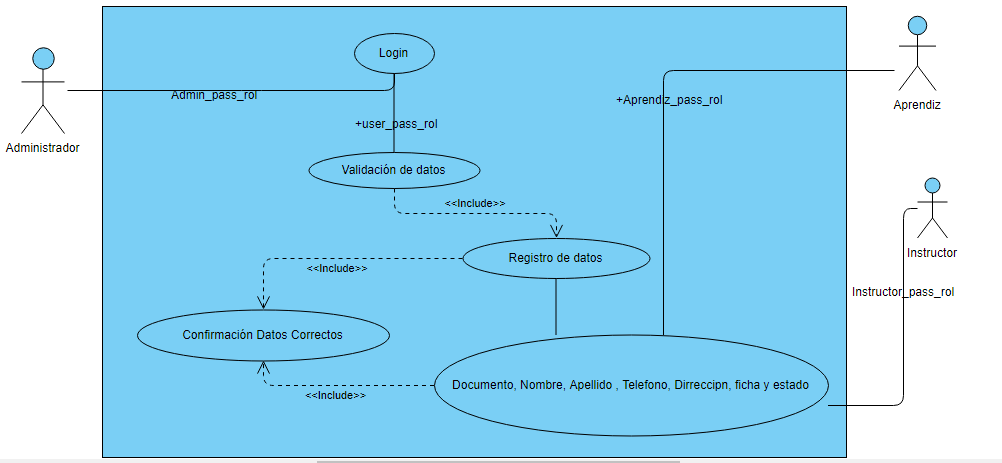 Login
Admin_pass_rol
+Aprendiz_pass_rol
Aprendiz
+user_pass_rol
Administrador
Validación de datos
<<Include>>
Instructor
Registro de datos
<<Include>>
Instructor_pass_rol
Confirmación Datos Correctos
Documento, Nombre, Apellido , Telefono, Dirreccipn, ficha y estado
<<Include>>